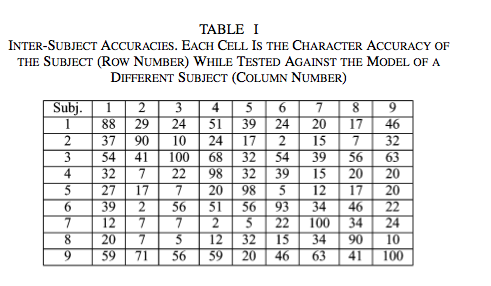 TABLE I
INTER-SUBJECT ACCURACIES. EACH CELL IS THE CHARACTER ACCURACY OF
THE SUBJECT (ROW NUMBER) WHILE TESTED AGAINST THE MODEL OF A
DIFFERENT SUBJECT (COLUMN NUMBER)
Subj. 1 2 3 4 5 6 7 8 9
1 88 29 24 51 39 24 20 17 46
2 37 90 10 24 17 2 15 7 32
3 54 41 100 68 32 54 39 56 63
4 32 7 22 98 32 39 15 20 20
5 27 17 7 20 98 5 12 17 20
6 39 2 56 51 56 93 34 46 22
7 12 7 7 2 5 22 100 34 24
8 20 7 5 12 32 15 34 90 10
9 59 71 56 59 20 46 63 41 100